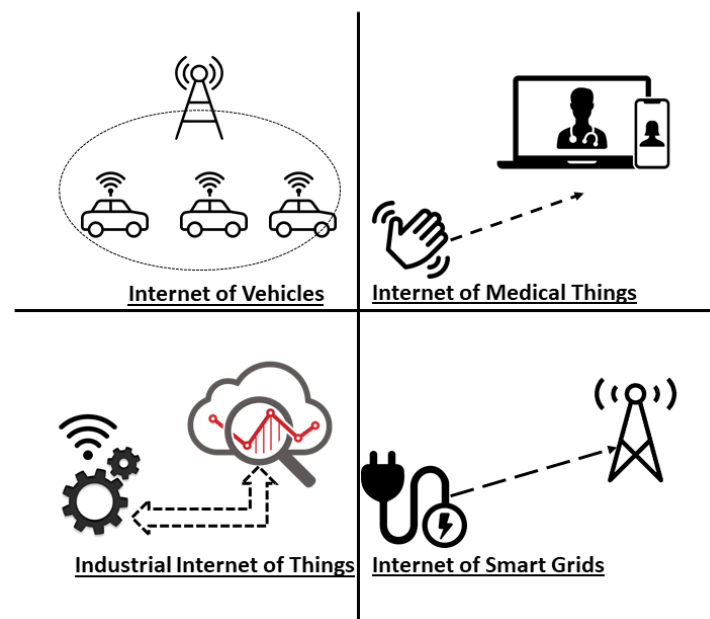 Internet of Vehicles
Internet of Medical Things
Industrial Internet of Things
Internet of Smart Grids